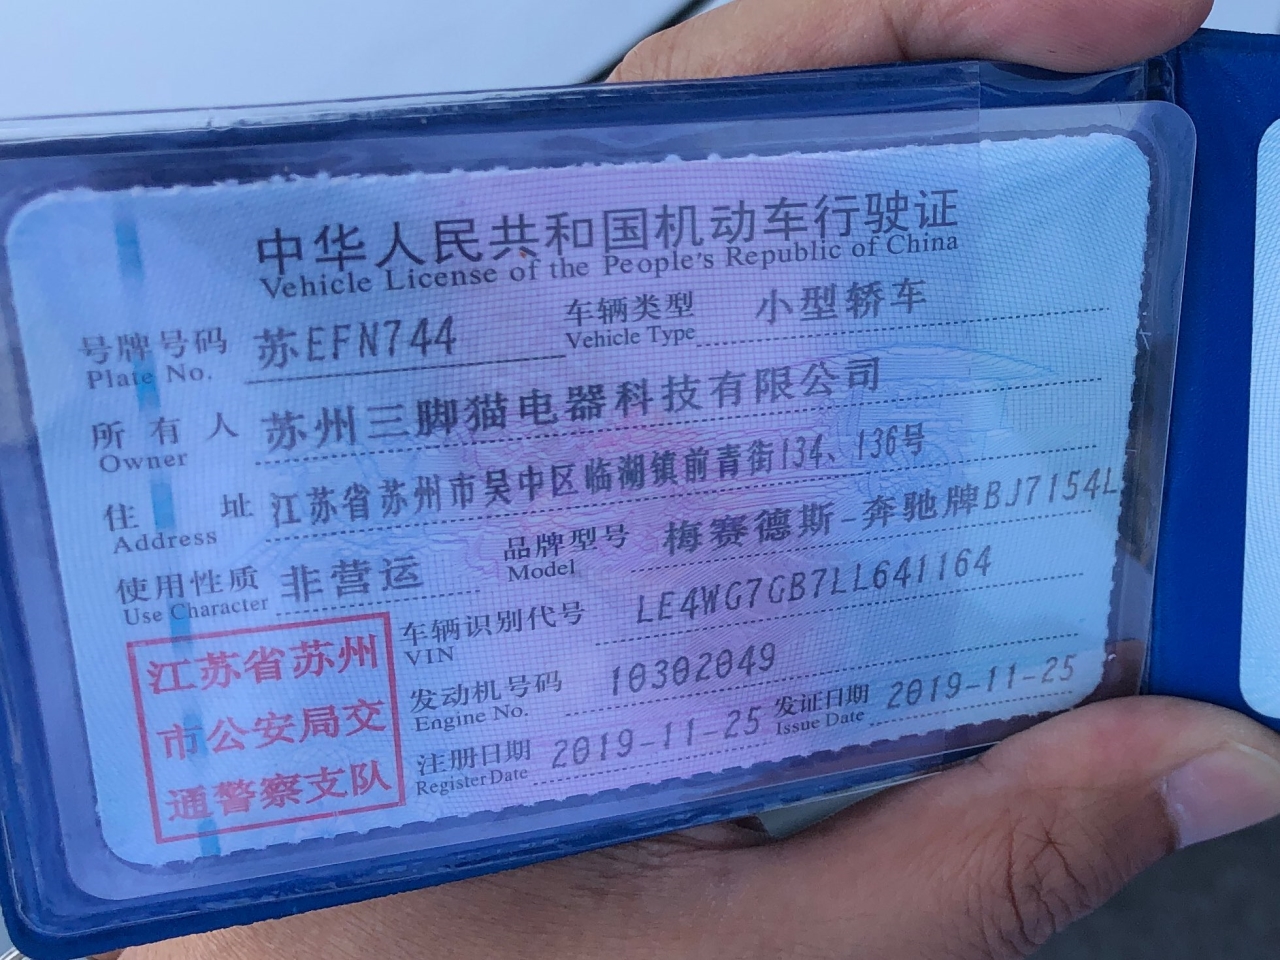 中华人民共和国机动车行驶证
Vehicle License of the People's Republic of China
号牌号码 苏EFN744 车辆类型 小型轿车
Plate No. Vehicle Type
所有人 苏州三脚猫电器科技有限公司
Owner
住址 江苏省苏州市吴中区临湖镇前青街134、136号
Address
使用性质 非营运 品牌型号 梅赛德斯-奔驰牌BJ7154L
Use Character Model
车辆识别代号 LE4WG7GB7LL641164
VIN
发动机号码 10302049
Engine No.
注册日期 2019-11-25 发证日期 2019-11-25
Register Date Issue Date
江苏省苏州
市公安局交
通警察支队